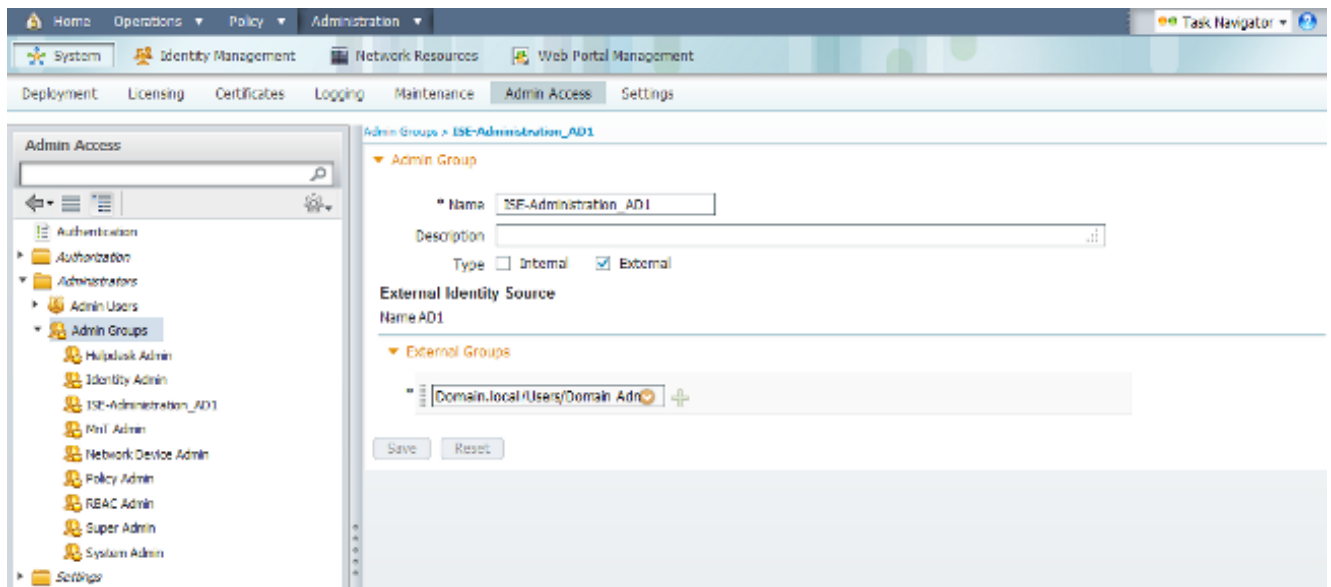 Home Operations ▼ Policy ▼ Administration ▼ Task Navigator ▼
System Identity Management Network Resources Web Portal Management
Deployment Licensing Certificates Logging Maintenance Admin Access Settings
Admin Access
Authentication
Authorization
Administrators
Admin Users
Admin Groups
Helpdesk Admin
Identity Admin
ISE-Administration_AD1
MnT Admin
Network Device Admin
Policy Admin
RBAC Admin
Super Admin
System Admin
Settings
Admin Groups > ISE-Administration_AD1
Admin Group
* Name ISE-Administration_AD1
Description
Type Internal External
External Identity Source
Name AD1
External Groups
* Domain.local/Users/Domain Adm
Save Reset